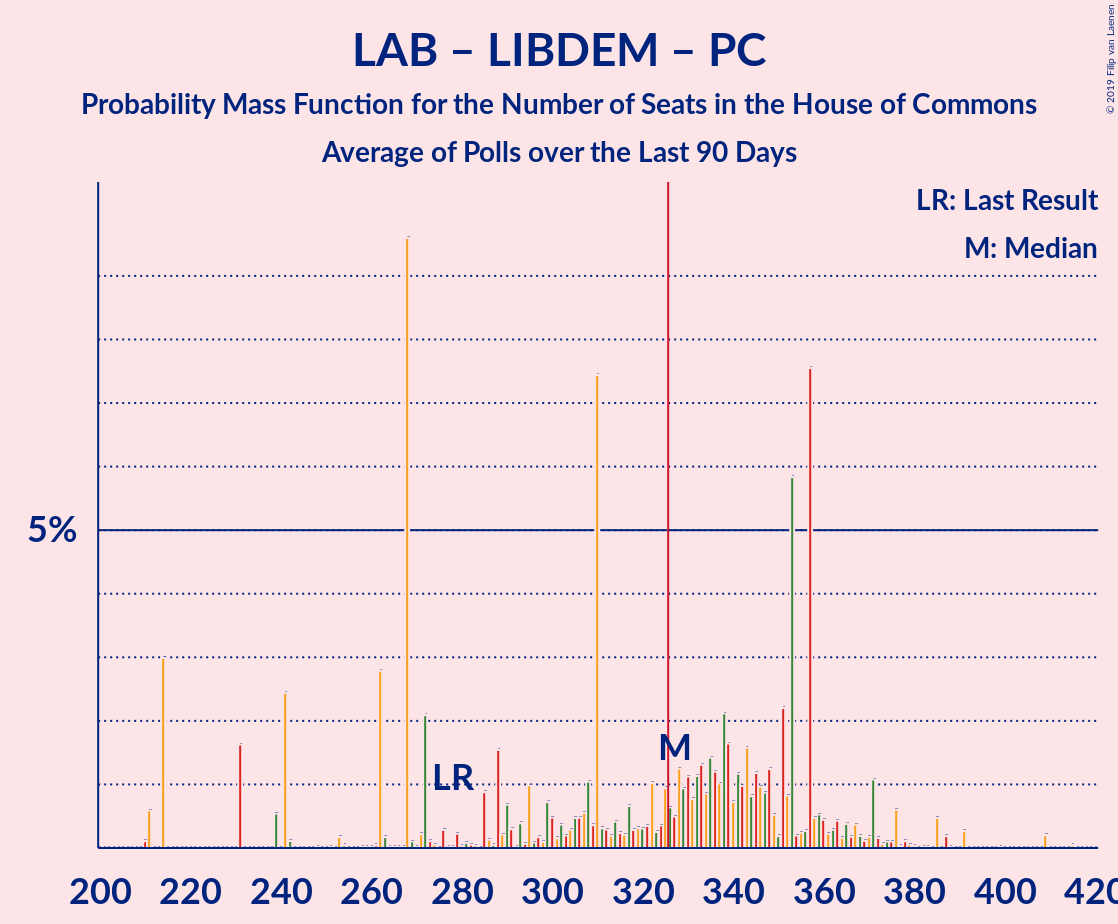 LAB – LIBDEM – PC
Probability Mass Function for the Number of Seats in the House of Commons
Average of Polls over the Last 90 Days
© 2019 Filip van Laenen
LR: Last Result
M: Median
5%
M
LR
200 220 240 260 280 300 320 340 360 380 400 420